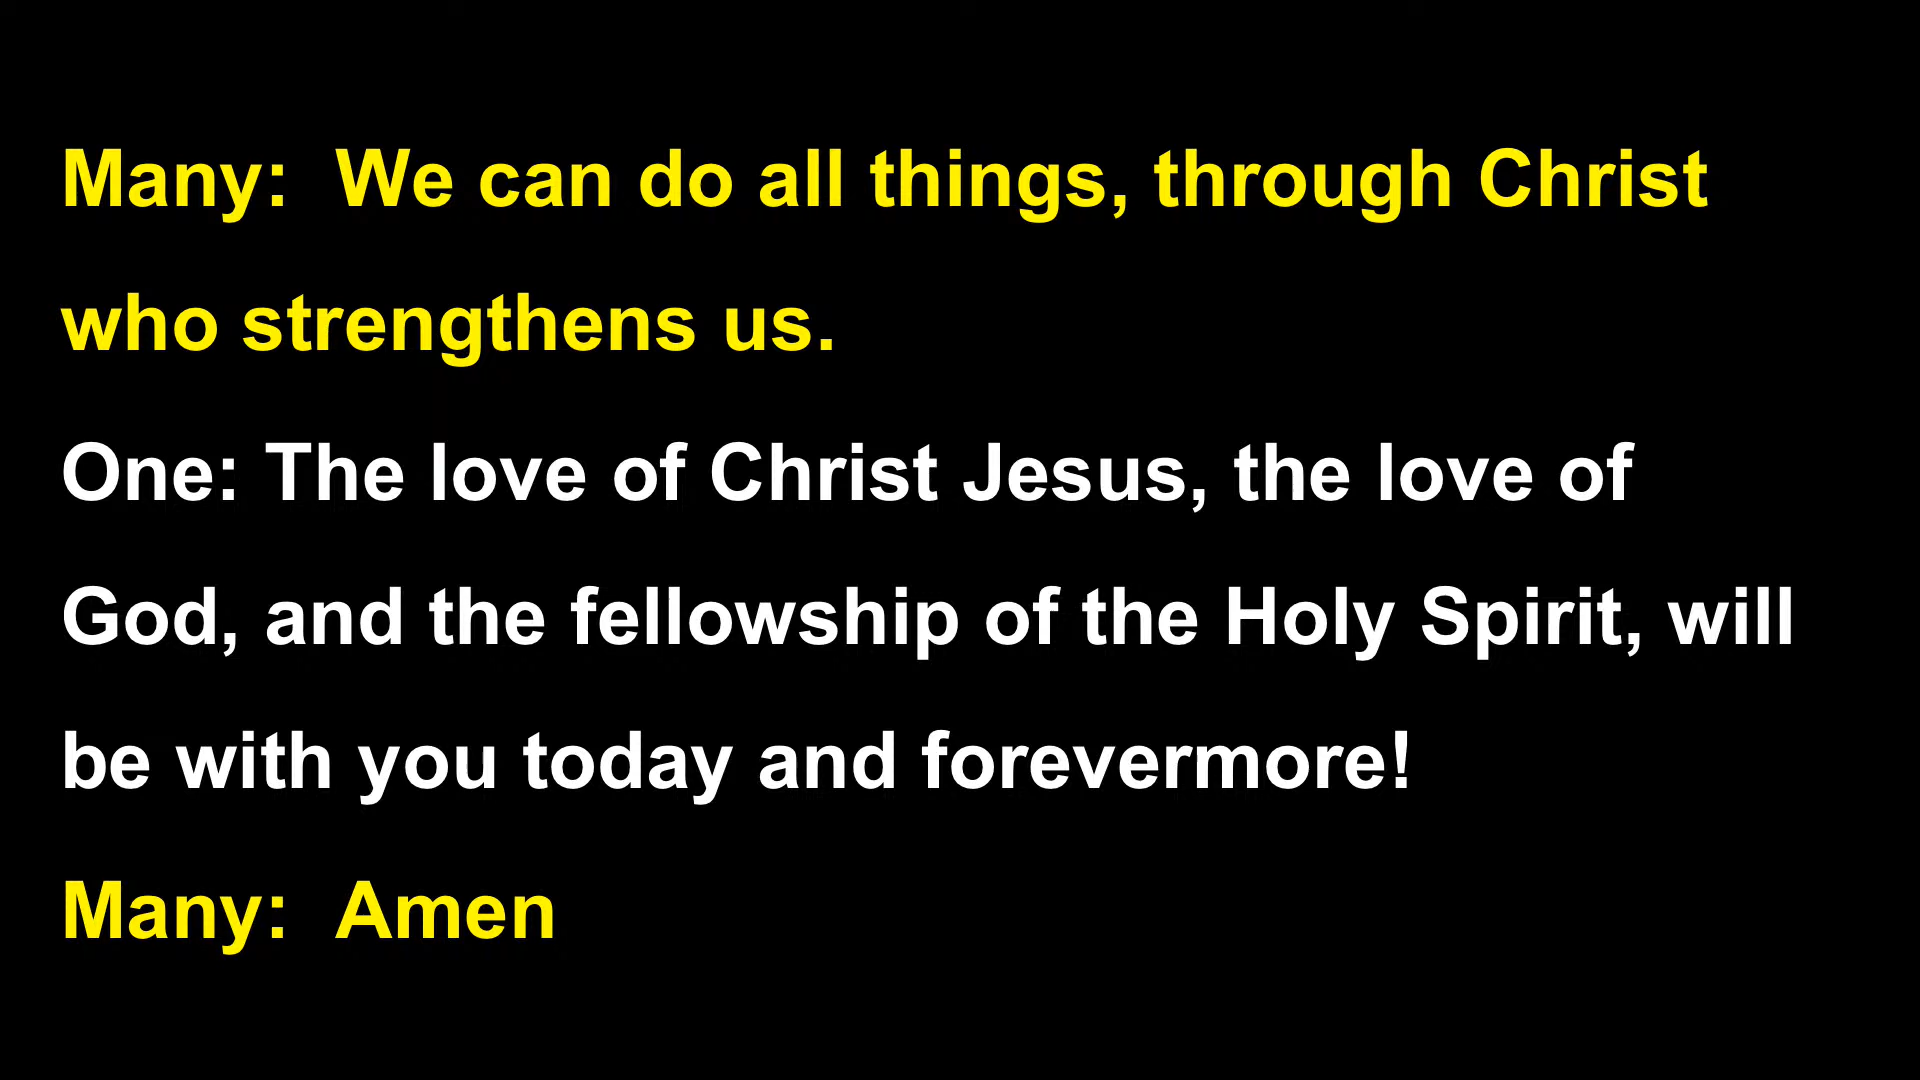 Many:  We can do all things, through Christ
who strengthens us.
One: The love of Christ Jesus, the love of
God, and the fellowship of the Holy Spirit, will
be with you today and forevermore!
Many:  Amen